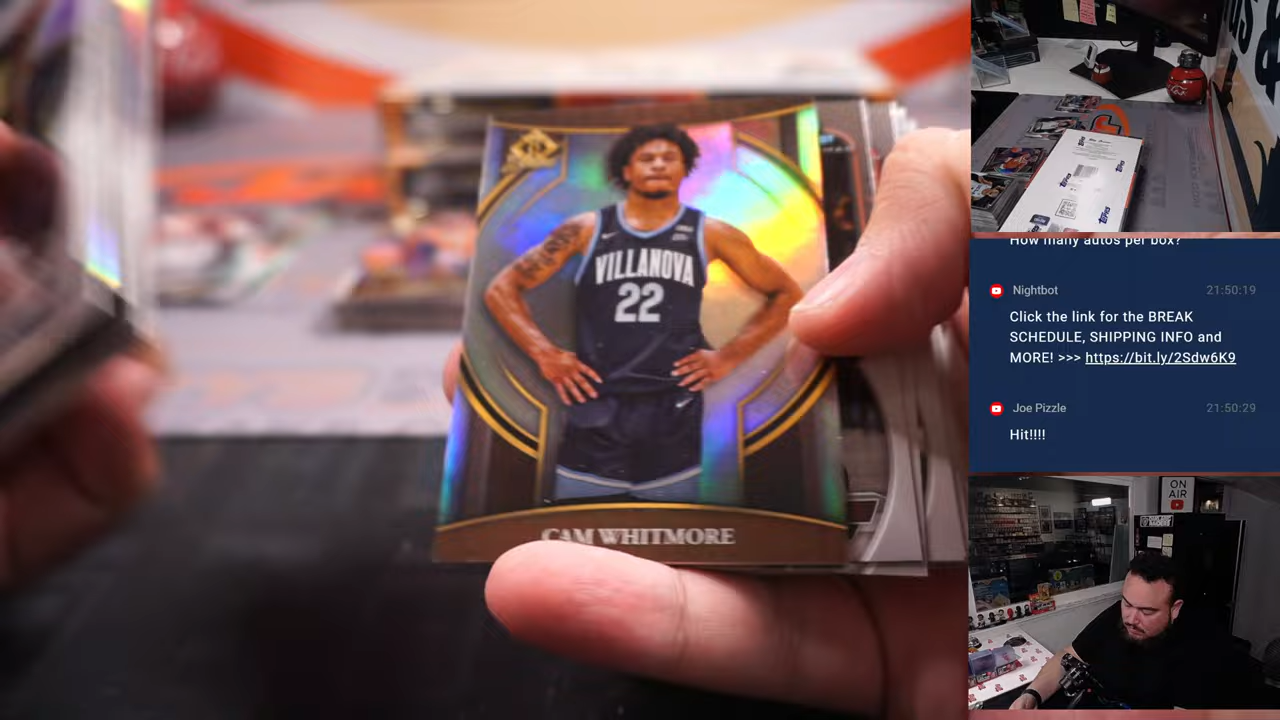 VILLANOVA
22
CAM WHITMORE
How many autos per box?
Nightbot 21:50:19
Click the link for the BREAK
SCHEDULE, SHIPPING INFO and
MORE! >>> https://bit.ly/2Sdw6K9
Joe Pizzle 21:50:29
Hit!!!!
ON
AIR